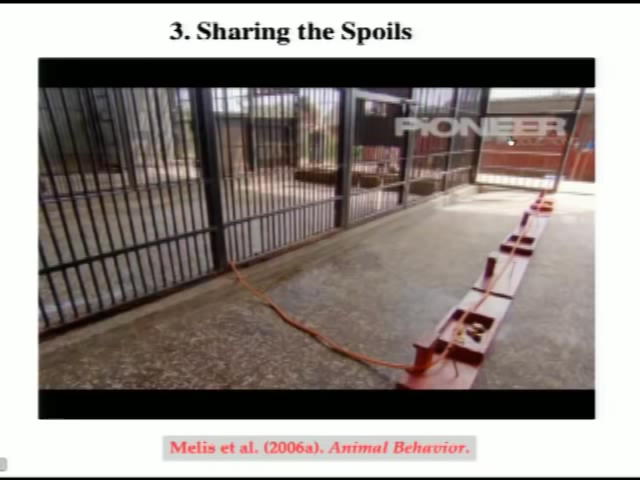 3. Sharing the Spoils
PiONEER
Melis et al. (2006a). Animal Behavior.